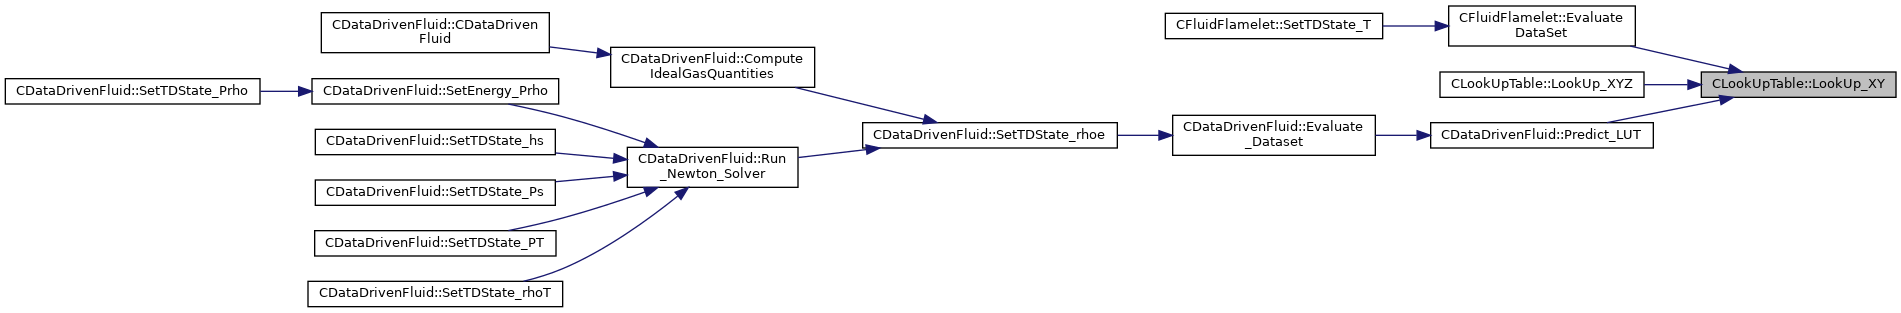 CDataDrivenFluid::CDataDriven
Fluid
CDataDrivenFluid::SetTDState_Prho
CDataDrivenFluid::SetEnergy_Prho
CDataDrivenFluid::SetTDState_hs
CDataDrivenFluid::SetTDState_Ps
CDataDrivenFluid::SetTDState_PT
CDataDrivenFluid::SetTDState_rhoT
CDataDrivenFluid::Compute
IdealGasQuantities
CDataDrivenFluid::Run
_Newton_Solver
CDataDrivenFluid::SetTDState_rhoe
CFluidFlamelet::SetTDState_T
CDataDrivenFluid::Evaluate
_Dataset
CFluidFlamelet::Evaluate
DataSet
CLookUpTable::LookUp_XYZ
CDataDrivenFluid::Predict_LUT
CLookUpTable::LookUp_XY